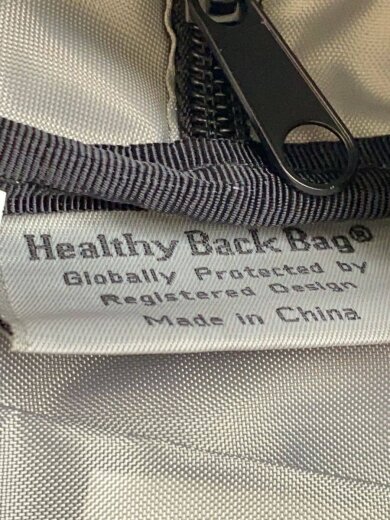 Healthy Back Bag®
Globally Protected by
Registered Design
Made in China